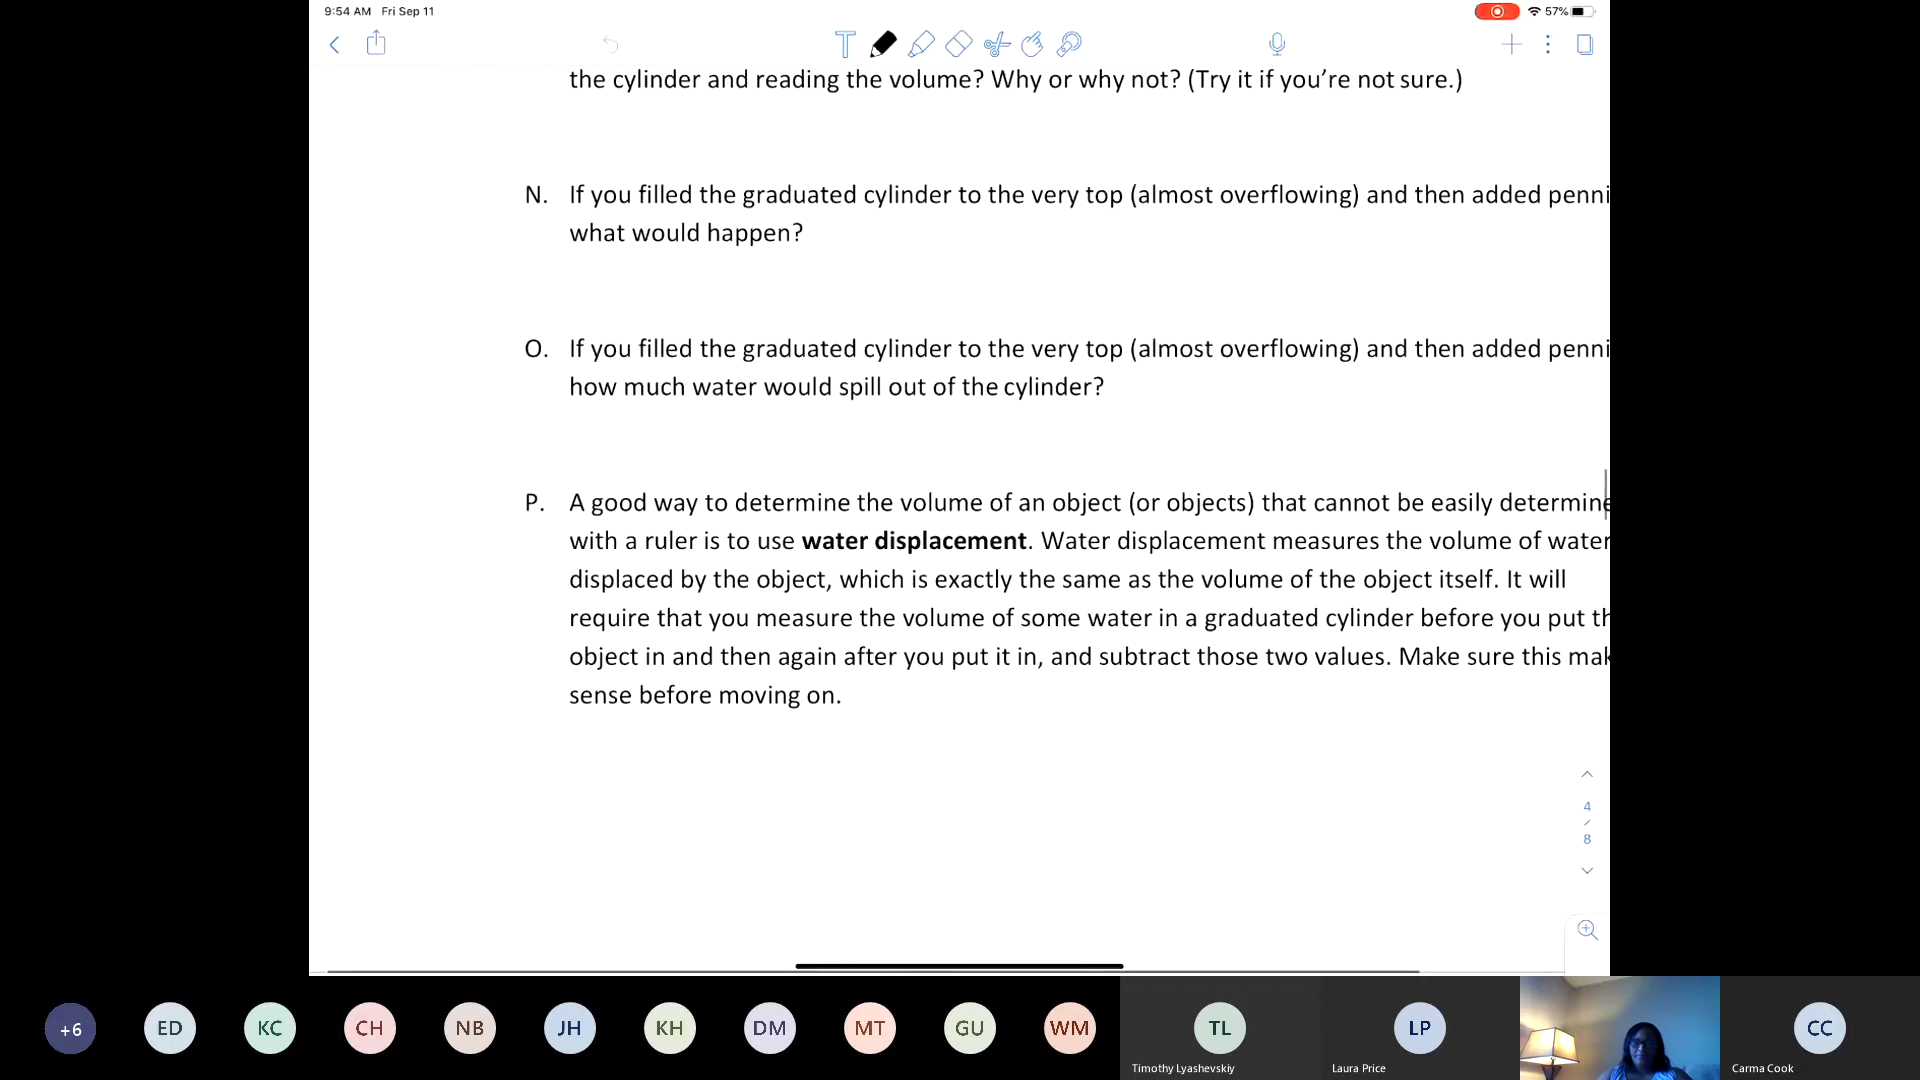 9:54 AM Fri Sep 11
57%
T
the cylinder and reading the volume? Why or why not? (Try it if you’re not sure.)
N. If you filled the graduated cylinder to the very top (almost overflowing) and then added penni
what would happen?
O. If you filled the graduated cylinder to the very top (almost overflowing) and then added penni
how much water would spill out of the cylinder?
P. A good way to determine the volume of an object (or objects) that cannot be easily determine
with a ruler is to use water displacement. Water displacement measures the volume of water
displaced by the object, which is exactly the same as the volume of the object itself. It will
require that you measure the volume of some water in a graduated cylinder before you put th
object in and then again after you put it in, and subtract those two values. Make sure this mak
sense before moving on.
4
/
8
+6 ED KC CH NB JH KH DM MT GU WM TL LP CC
Timothy Lyashevskiy Laura Price Carma Cook